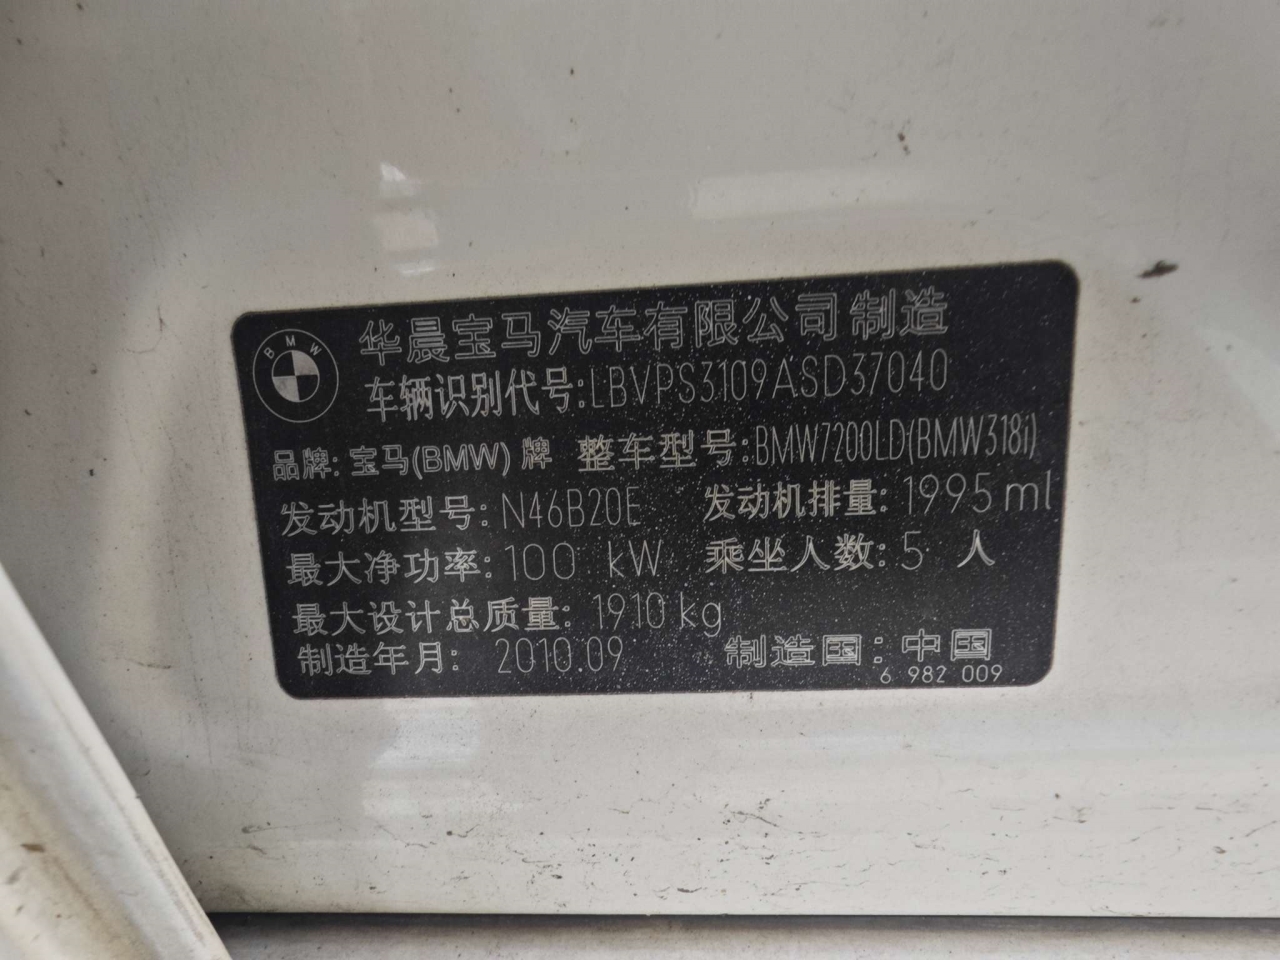 BMW
华晨宝马汽车有限公司制造
车辆识别代号:LBVPS3109ASD37040
品牌: 宝马(BMW) 牌 整车型号:BMW7200LD(BMW318i)
发动机型号: N46B20E 发动机排量: 1995 ml
最大净功率: 100 kW 乘坐人数: 5 人
最大设计总质量: 1910 kg
制造年月: 2010.09 制造国: 中国
6 982 009